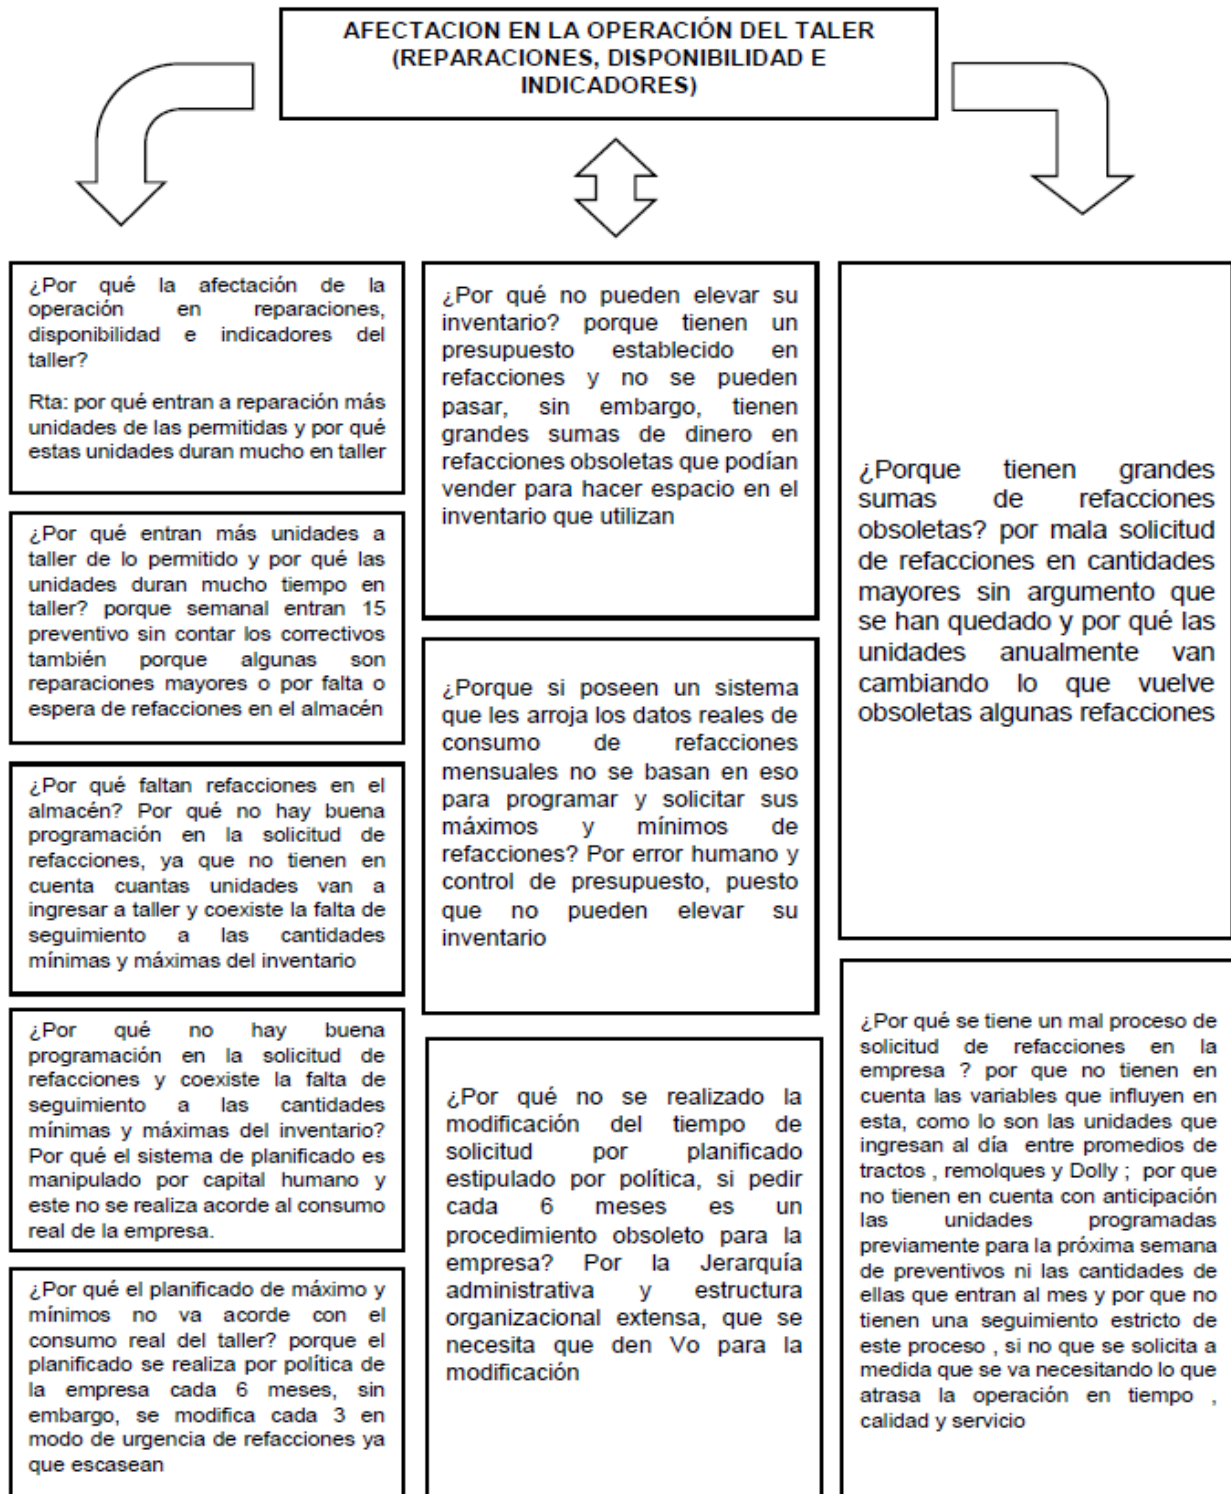 AFECTACION EN LA OPERACIÓN DEL TALER
(REPARACIONES, DISPONIBILIDAD E
INDICADORES)
¿Por qué la afectación de la
operación en reparaciones,
disponibilidad e indicadores del
taller?
Rta: por qué entran a reparación más
unidades de las permitidas y por qué
estas unidades duran mucho en taller
¿Por qué entran más unidades a
taller de lo permitido y por qué las
unidades duran mucho tiempo en
taller? porque semanal entran 15
preventivo sin contar los correctivos
también porque algunas son
reparaciones mayores o por falta o
espera de refacciones en el almacén
¿Por qué faltan refacciones en el
almacén? Por qué no hay buena
programación en la solicitud de
refacciones, ya que no tienen en
cuenta cuantas unidades van a
ingresar a taller y coexiste la falta de
seguimiento a las cantidades
mínimas y máximas del inventario
¿Por qué no hay buena
programación en la solicitud de
refacciones y coexiste la falta de
seguimiento a las cantidades
mínimas y máximas del inventario?
Por qué el sistema de planificado es
manipulado por capital humano y
este no se realiza acorde al consumo
real de la empresa.
¿Por qué el planificado de máximo y
mínimos no va acorde con el
consumo real del taller? porque el
planificado se realiza por política de
la empresa cada 6 meses, sin
embargo, se modifica cada 3 en
modo de urgencia de refacciones ya
que escasean
¿Por qué no pueden elevar su
inventario? porque tienen un
presupuesto establecido en
refacciones y no se pueden
pasar, sin embargo, tienen
grandes sumas de dinero en
refacciones obsoletas que podían
vender para hacer espacio en el
inventario que utilizan
¿Porque si poseen un sistema
que les arroja los datos reales de
consumo de refacciones
mensuales no se basan en eso
para programar y solicitar sus
máximos y mínimos de
refacciones? Por error humano y
control de presupuesto, puesto
que no pueden elevar su
inventario
¿Por qué no se realizado la
modificación del tiempo de
solicitud por planificado
estipulado por política, si pedir
cada 6 meses es un
procedimiento obsoleto para la
empresa? Por la Jerarquía
administrativa y estructura
organizacional extensa, que se
necesita que den Vo para la
modificación
¿Porque tienen grandes
sumas de refacciones
obsoletas? por mala solicitud
de refacciones en cantidades
mayores sin argumento que
se han quedado y por qué las
unidades anualmente van
cambiando lo que vuelve
obsoletas algunas refacciones
¿Por qué se tiene un mal proceso de
solicitud de refacciones en la
empresa ? por que no tienen en
cuenta las variables que influyen en
esta, como lo son las unidades que
ingresan al día entre promedios de
tractos , remolques y Dolly ; por que
no tienen en cuenta con anticipación
las unidades programadas
previamente para la próxima semana
de preventivos ni las cantidades de
ellas que entran al mes y por que no
tienen una seguimiento estricto de
este proceso , si no que se solicita a
medida que se va necesitando lo que
atrasa la operación en tiempo ,
calidad y servicio